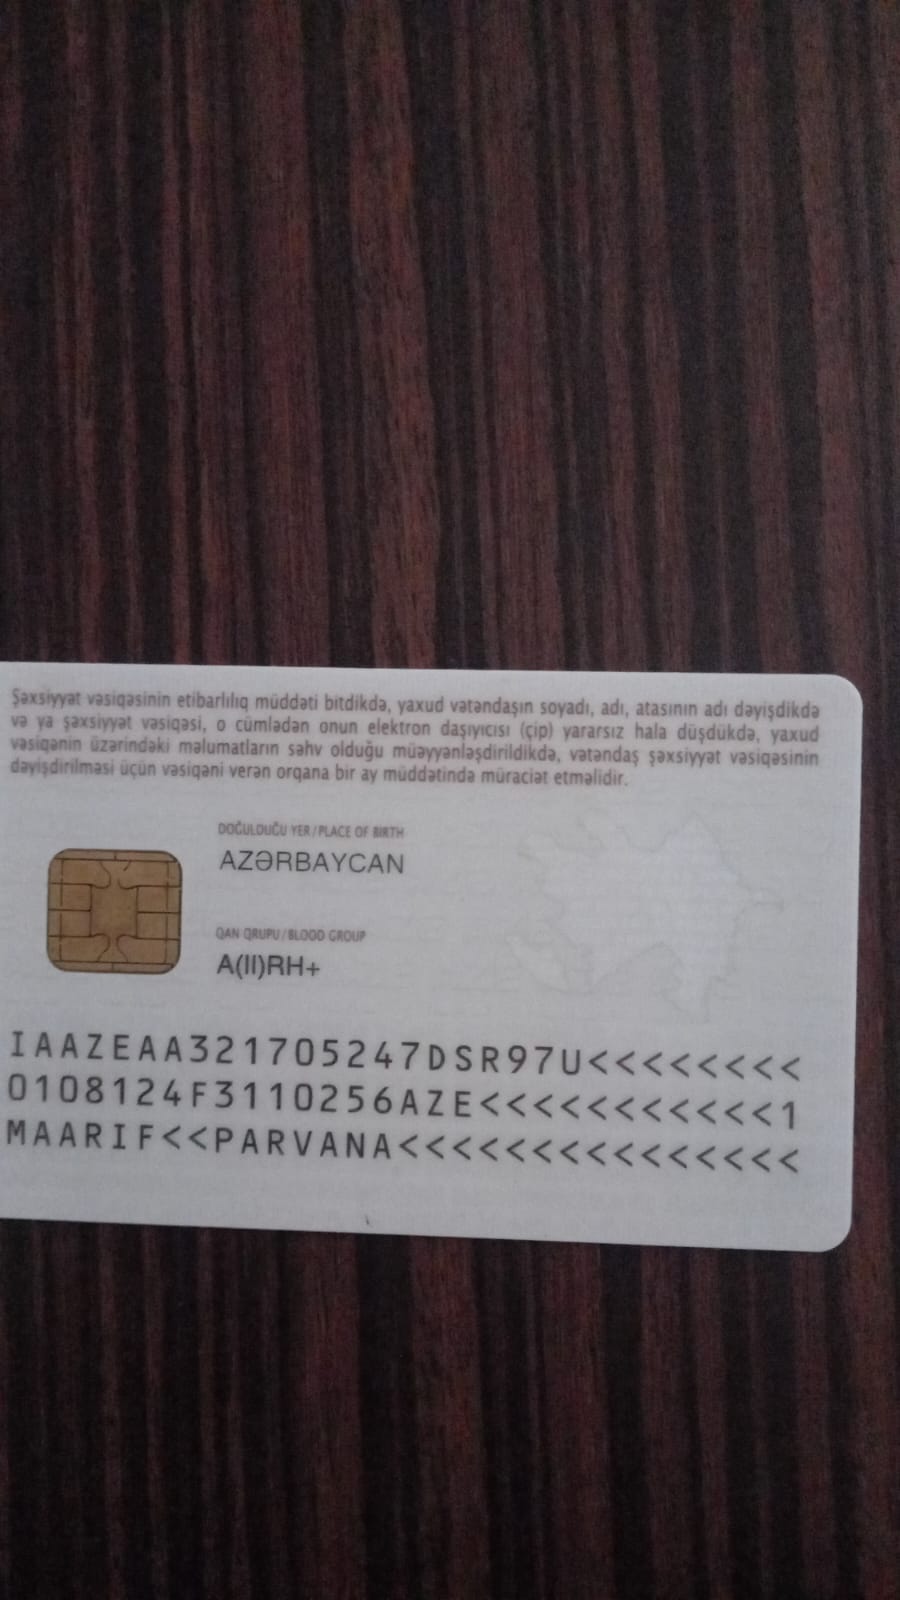 Şəxsiyyət vəsiqəsinin etibarlılıq müddəti bitdikdə, yaxud vətəndaşın soyadı, adı, atasının adı dəyişdikdə
və ya şəxsiyyət vəsiqəsi, o cümlədən onun elektron daşıyıcısı (çip) yararsız hala düşdükdə, yaxud
vəsiqənin üzərindəki məlumatların səhv olduğu müəyyənləşdirildikdə, vətəndaş şəxsiyyət vəsiqəsinin
dəyişdirilməsi üçün vəsiqəni verən orqana bir ay müddətində müraciət etməlidir.
DOĞULDUĞU YER/PLACE OF BIRTH
AZƏRBAYCAN
QAN QRUPU/BLOOD GROUP
A(II)RH+
IAAZEAA321705247DSR97U<<<<<<<<
0108124F3110256AZE<<<<<<<<<<<1
MAARIF<<PARVANA<<<<<<<<<<<<<<<